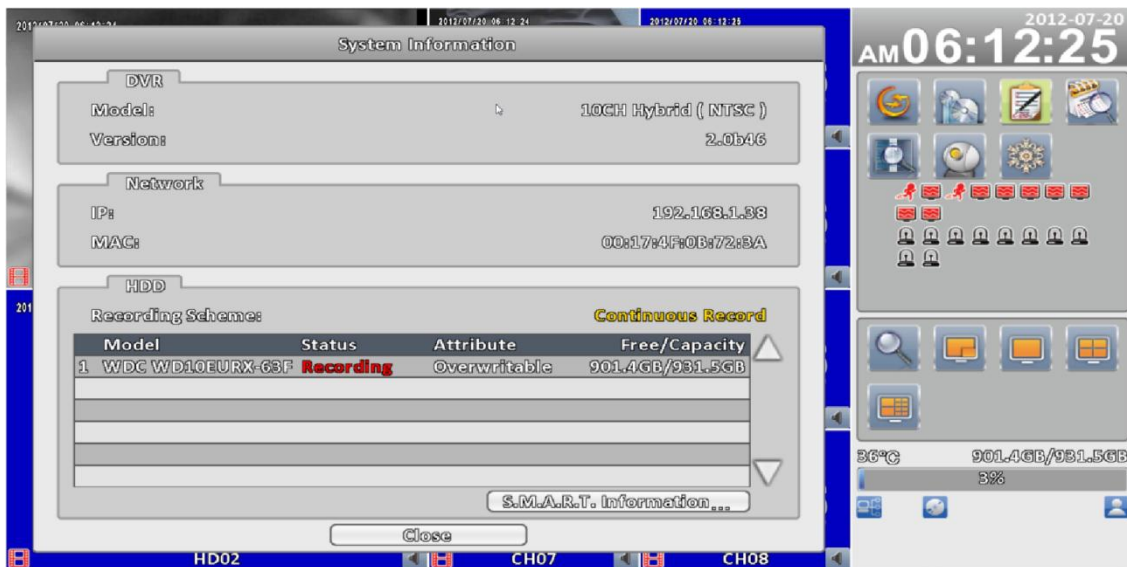 2012/07/20 06 12 24
2012/07/20 06:12:25
2012-07-20
AM 06:12:25
System Information
DVR
Model:
10CH Hybrid ( NTSC )
Version:
2.0b46
Network
IP:
192.168.1.38
MAC:
00:17:4F:0B:72:3A
HDD
201
Recording Scheme:
Continuous Record
Model Status Attribute Free/Capacity
1 WDC WD10EURX-63F Recording Overwritable 901.4GB/931.5GB
36°C 901.4GB/931.5GB
3%
S.M.A.R.T. Information...
Close
HD02
CH07
CH08